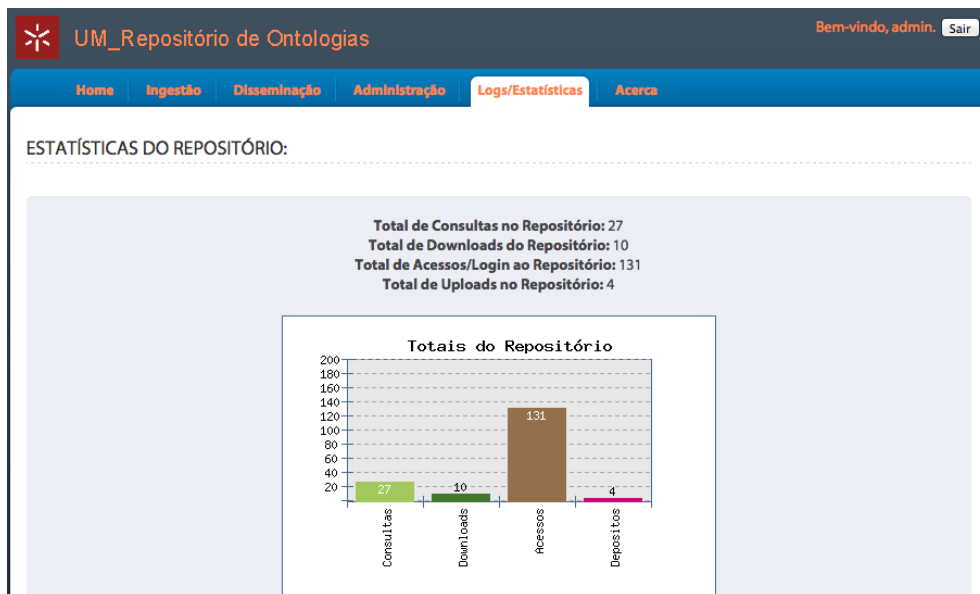 UM_Repositório de Ontologias
Bem-vindo, admin. Sair
Home Ingestão Disseminação Administração Logs/Estatísticas Acerca
ESTATÍSTICAS DO REPOSITÓRIO:
Total de Consultas no Repositório: 27
Total de Downloads do Repositório: 10
Total de Acessos/Login ao Repositório: 131
Total de Uploads no Repositório: 4
Totais do Repositório
200
180
160
140
120
100
80
60
40
20
27
10
131
4
Consultas
Downloads
Acessos
Depositos